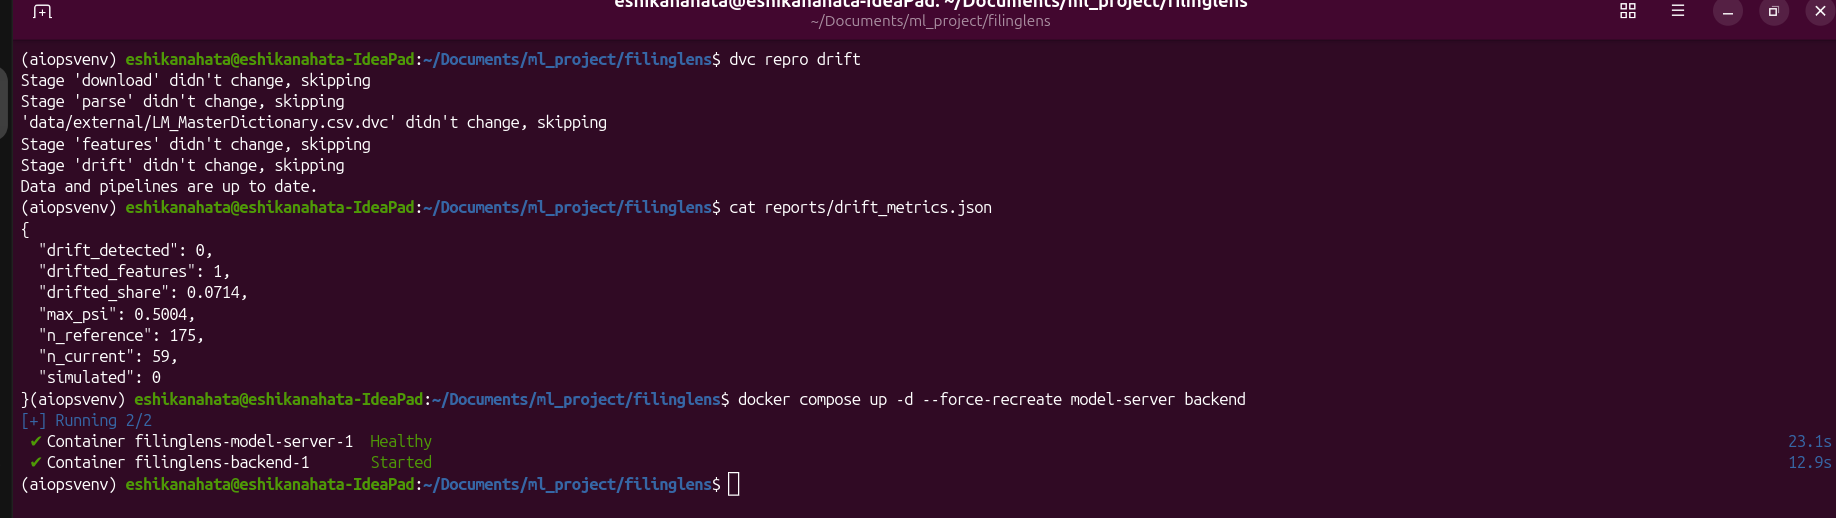 eshikanahata@eshikanahata-IdeaPad: ~/Documents/ml_project/filinglens
~/Documents/ml_project/filinglens
(aiopsvenv) eshikanahata@eshikanahata-IdeaPad:~/Documents/ml_project/filinglens$ dvc repro drift
Stage 'download' didn't change, skipping
Stage 'parse' didn't change, skipping
'data/external/LM_MasterDictionary.csv.dvc' didn't change, skipping
Stage 'features' didn't change, skipping
Stage 'drift' didn't change, skipping
Data and pipelines are up to date.
(aiopsvenv) eshikanahata@eshikanahata-IdeaPad:~/Documents/ml_project/filinglens$ cat reports/drift_metrics.json
{
  "drift_detected": 0,
  "drifted_features": 1,
  "drifted_share": 0.0714,
  "max_psi": 0.5004,
  "n_reference": 175,
  "n_current": 59,
  "simulated": 0
}(aiopsvenv) eshikanahata@eshikanahata-IdeaPad:~/Documents/ml_project/filinglens$ docker compose up -d --force-recreate model-server backend
[+] Running 2/2
 ✔ Container filinglens-model-server-1  Healthy 23.1s
 ✔ Container filinglens-backend-1       Started 12.9s
(aiopsvenv) eshikanahata@eshikanahata-IdeaPad:~/Documents/ml_project/filinglens$